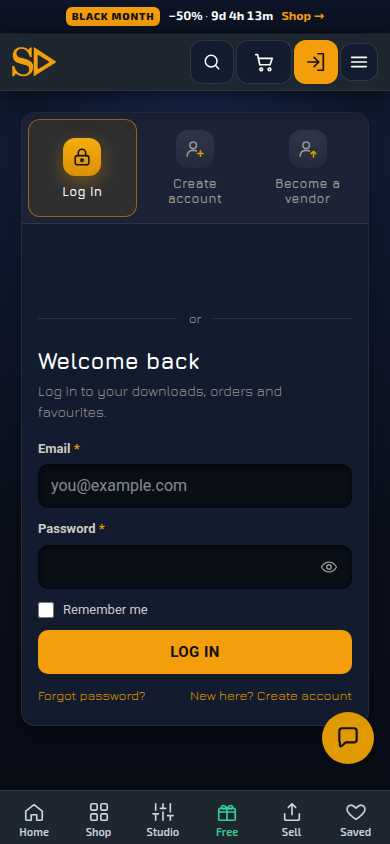 BLACK MONTH −50% · 9d 4h 13m Shop →
S
Log In
Create account
Become a vendor
or
Welcome back
Log in to your downloads, orders and
favourites.
Email *
you@example.com
Password *
Remember me
LOG IN
Forgot password? New here? Create account
Home Shop Studio Free Sell Saved